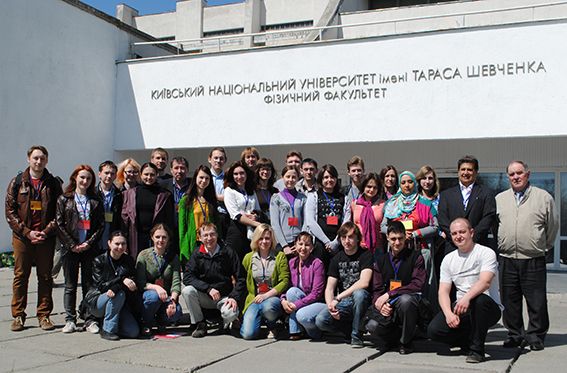 КИЇВСЬКИЙ НАЦІОНАЛЬНИЙ УНІВЕРСИТЕТ імені ТАРАСА ШЕВЧЕНКА
ФІЗИЧНИЙ ФАКУЛЬТЕТ